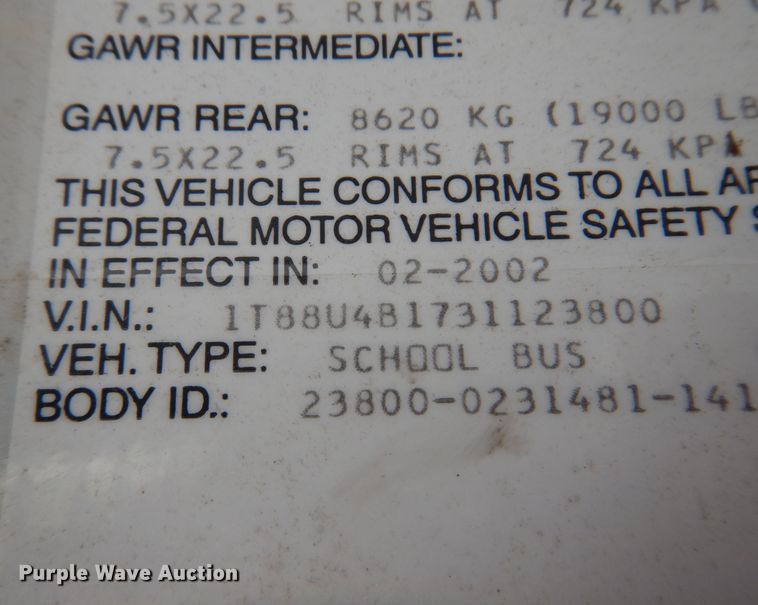 7.5X22.5 RIMS AT 724 KPA
GAWR INTERMEDIATE:
GAWR REAR: 8620 KG (19000 LB
7.5X22.5 RIMS AT 724 KPA
THIS VEHICLE CONFORMS TO ALL AP
FEDERAL MOTOR VEHICLE SAFETY S
IN EFFECT IN: 02-2002
V.I.N.: 1T88U4B1731123800
VEH. TYPE: SCHOOL BUS
BODY ID.: 23800-0231481-141
Purple Wave Auction